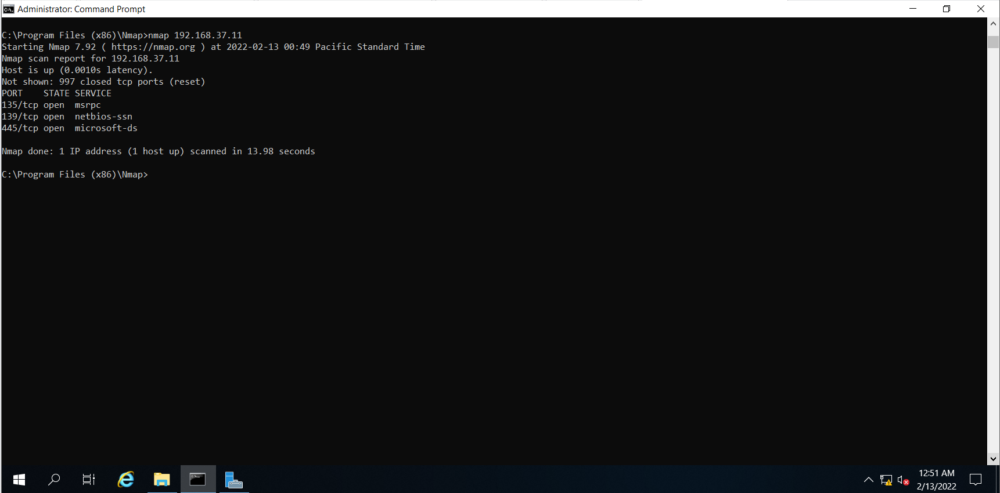 Administrator: Command Prompt
C:\Program Files (x86)\Nmap>nmap 192.168.37.11
Starting Nmap 7.92 ( https://nmap.org ) at 2022-02-13 00:49 Pacific Standard Time
Nmap scan report for 192.168.37.11
Host is up (0.0010s latency).
Not shown: 997 closed tcp ports (reset)
PORT    STATE SERVICE
135/tcp open  msrpc
139/tcp open  netbios-ssn
445/tcp open  microsoft-ds
Nmap done: 1 IP address (1 host up) scanned in 13.98 seconds
C:\Program Files (x86)\Nmap>
12:51 AM
2/13/2022